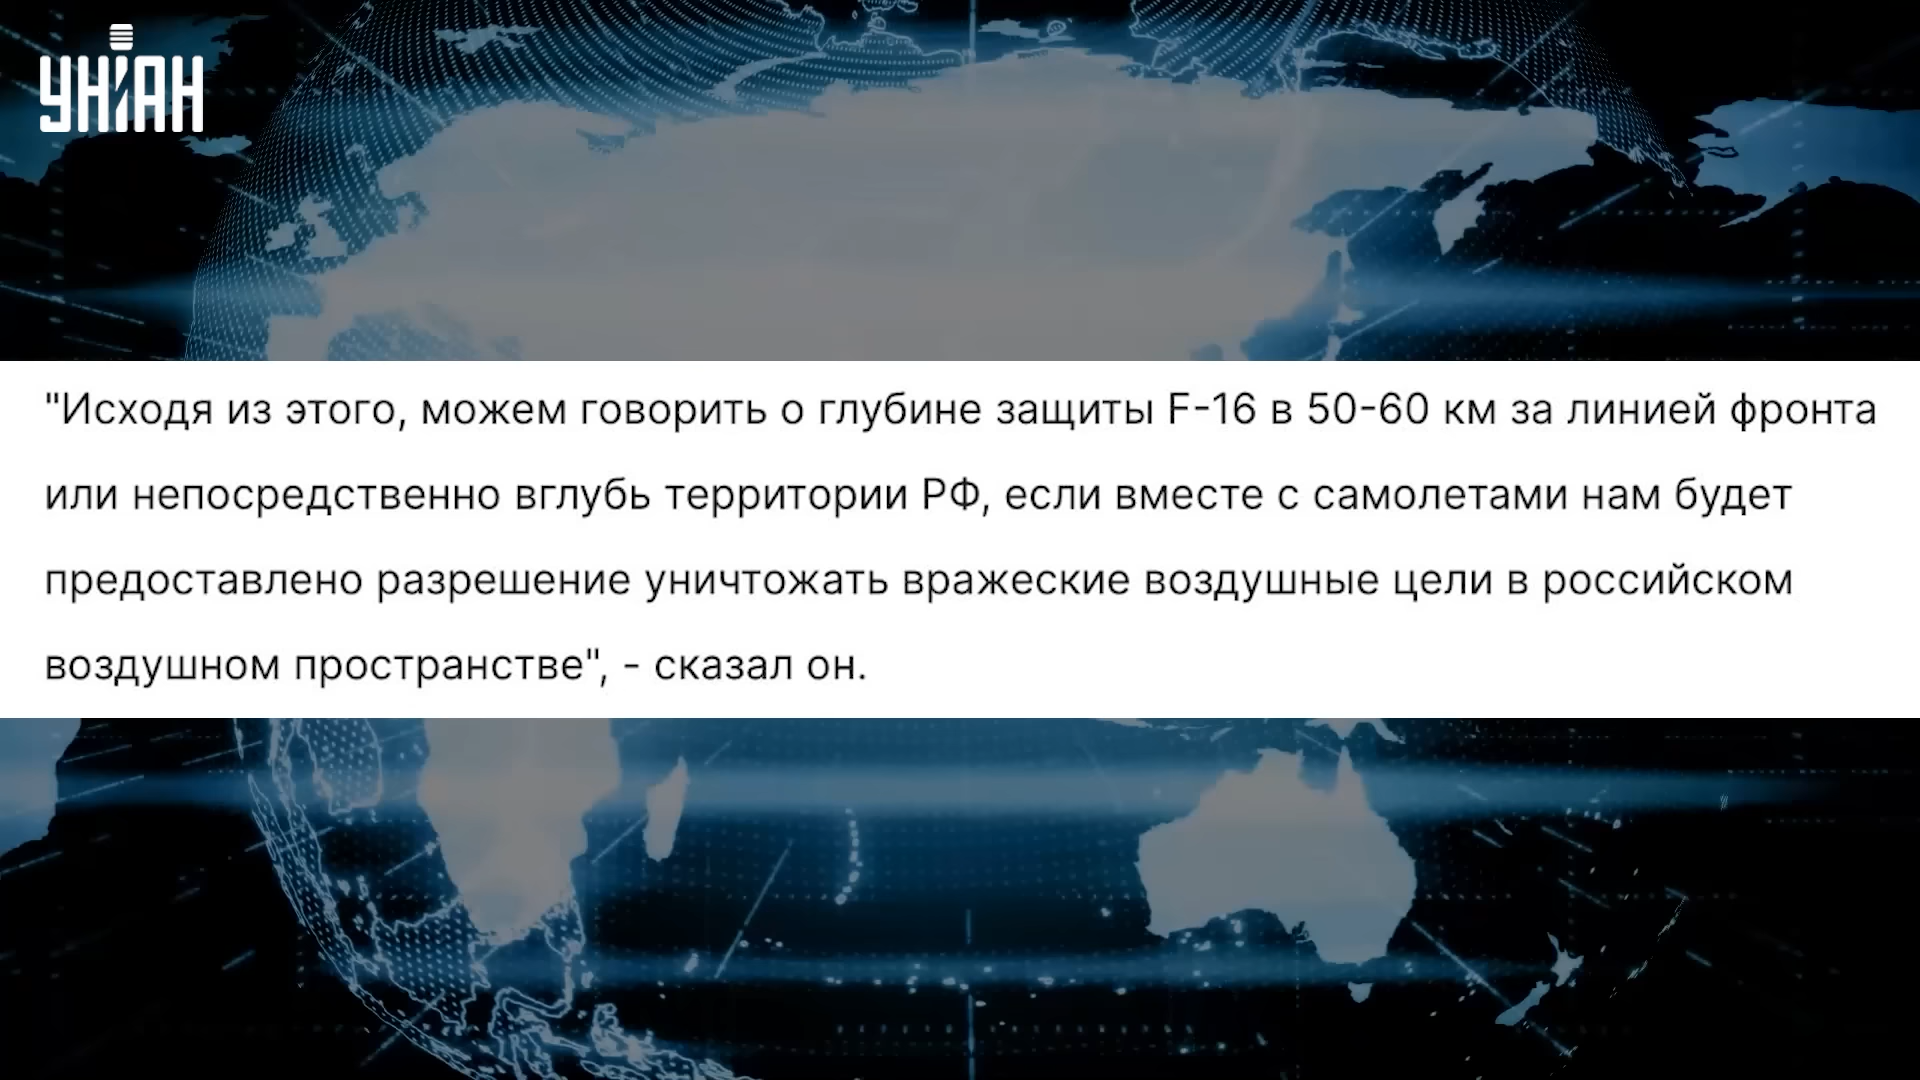 УНІАН
"Исходя из этого, можем говорить о глубине защиты F-16 в 50-60 км за линией фронта
или непосредственно вглубь территории РФ, если вместе с самолетами нам будет
предоставлено разрешение уничтожать вражеские воздушные цели в российском
воздушном пространстве", - сказал он.